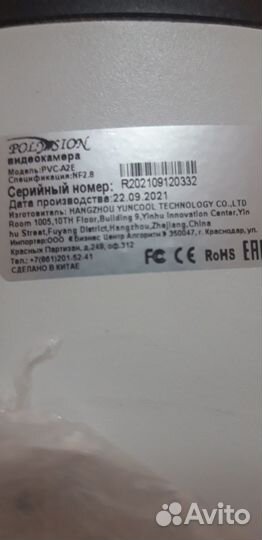 POLYVISION
видеокамера
Модель:PVC-A2E
Спецификация:NF2.8
Серийный номер: R202109120332
Дата производства:22.09.2021
Изготовитель: HANGZHOU YUNCOOL TECHNOLOGY CO.,LTD
Room 1005,10TH Floor,Building 9,Yinhu Innovation Center,Yin
hu Street,Fuyang District,Hangzhou,Zhejiang,China
Импортер:ООО «Бизнес Центр Алгоритм» 350047, г. Краснодар, ул.
Красных Партизан, д.249, оф.312
Тел.: +7(861)201-52-41
СДЕЛАНО В КИТАЕ
FC CE RoHS EAC
Avito